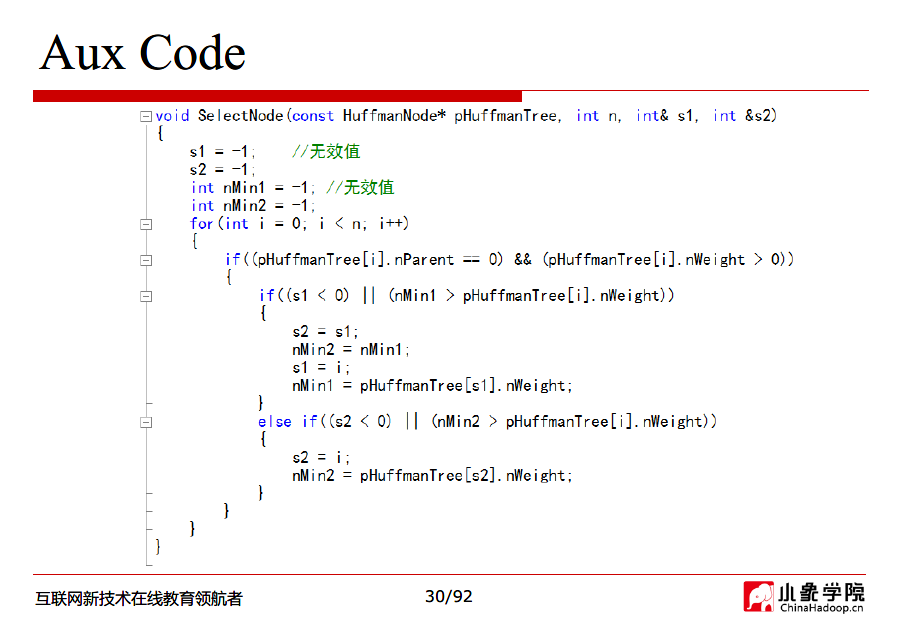 Aux Code
void SelectNode(const HuffmanNode* pHuffmanTree, int n, int& s1, int &s2)
{
    s1 = -1;    //无效值
    s2 = -1;
    int nMin1 = -1; //无效值
    int nMin2 = -1;
    for(int i = 0; i < n; i++)
    {
        if((pHuffmanTree[i].nParent == 0) && (pHuffmanTree[i].nWeight > 0))
        {
            if((s1 < 0) || (nMin1 > pHuffmanTree[i].nWeight))
            {
                s2 = s1;
                nMin2 = nMin1;
                s1 = i;
                nMin1 = pHuffmanTree[s1].nWeight;
            }
            else if((s2 < 0) || (nMin2 > pHuffmanTree[i].nWeight))
            {
                s2 = i;
                nMin2 = pHuffmanTree[s2].nWeight;
            }
        }
    }
}
互联网新技术在线教育领航者
30/92
小象学院
ChinaHadoop.cn